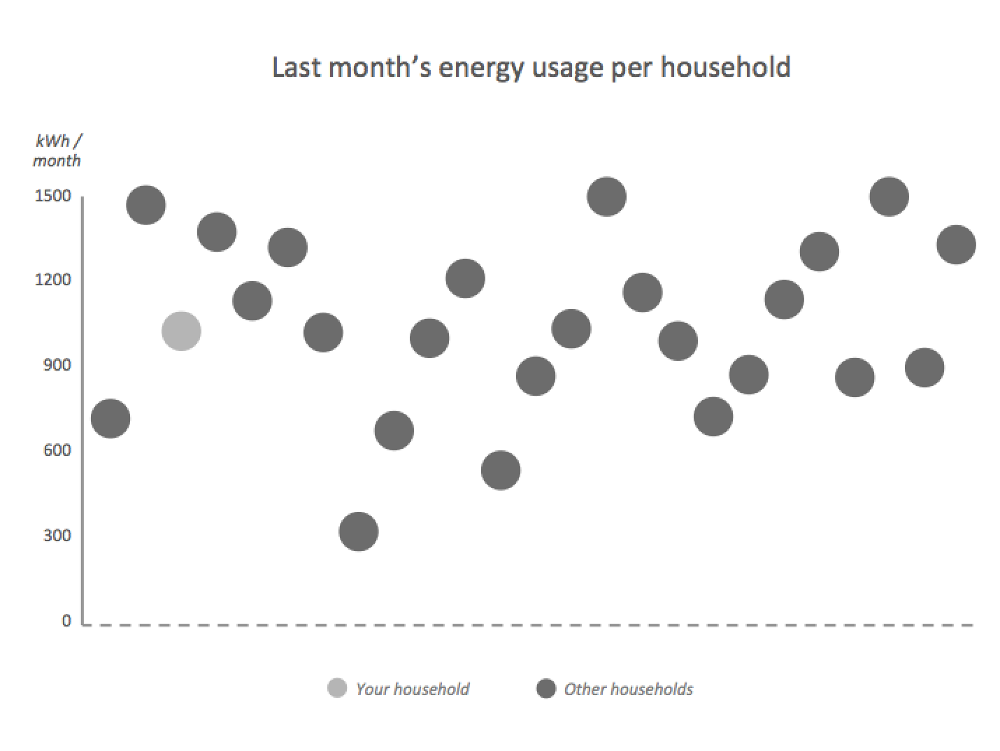 Last month’s energy usage per household
kWh /
month
1500
1200
900
600
300
0
Your household
Other households